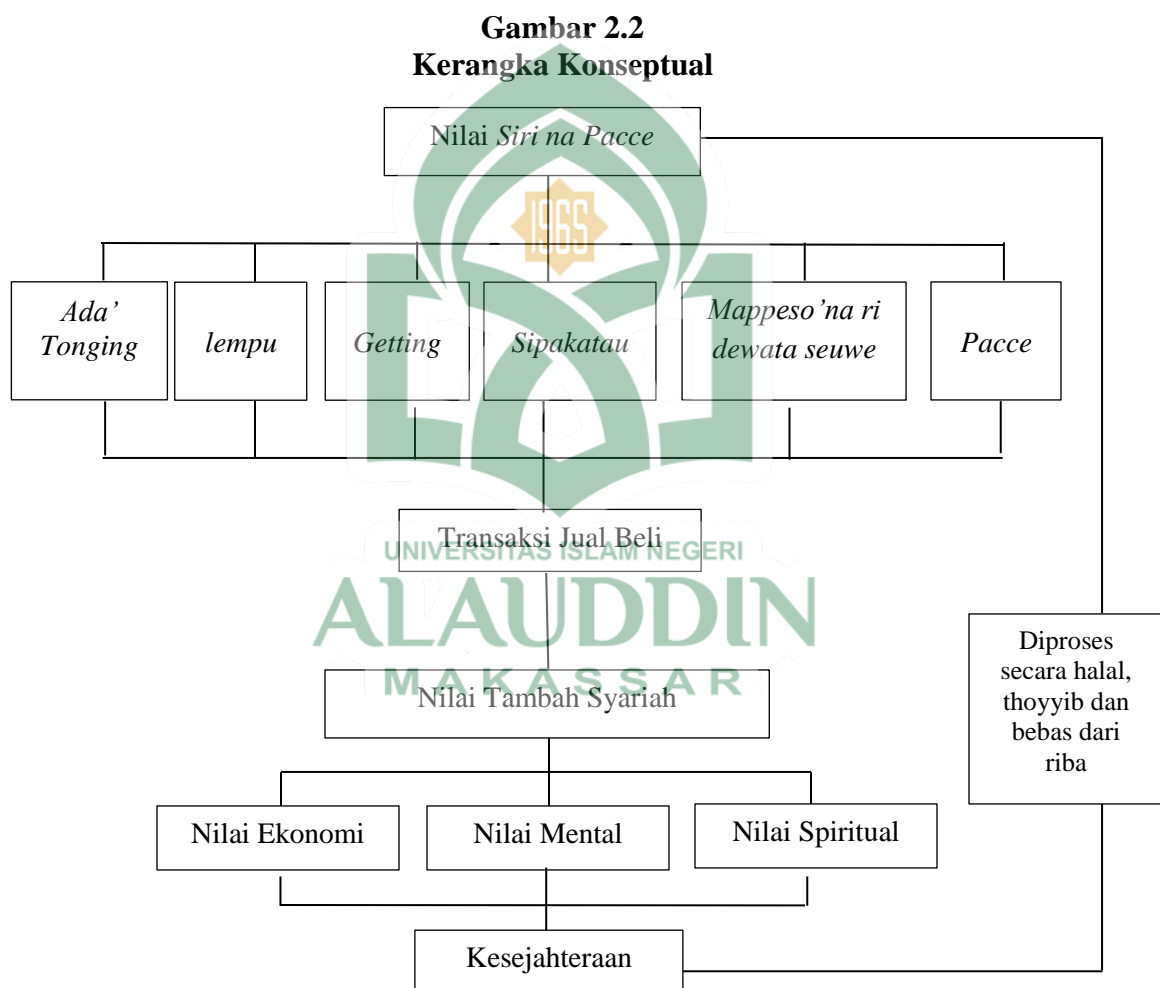 Gambar 2.2
Kerangka Konseptual
Nilai Siri na Pacce
1965
Ada’
Tonging
lempu
Getting
Sipakatau
Mappeso’na ri
dewata seuwe
Pacce
Transaksi Jual Beli
UNIVERSITAS ISLAM NEGERI
ALAUDDIN
MAKASSAR
Nilai Tambah Syariah
Diproses
secara halal,
thoyyib dan
bebas dari
riba
Nilai Ekonomi
Nilai Mental
Nilai Spiritual
Kesejahteraan